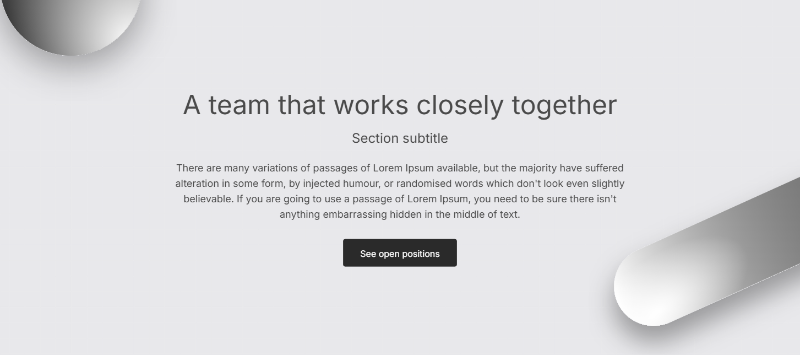 A team that works closely together
Section subtitle
There are many variations of passages of Lorem Ipsum available, but the majority have suffered
alteration in some form, by injected humour, or randomised words which don't look even slightly
believable. If you are going to use a passage of Lorem Ipsum, you need to be sure there isn't
anything embarrassing hidden in the middle of text.
See open positions